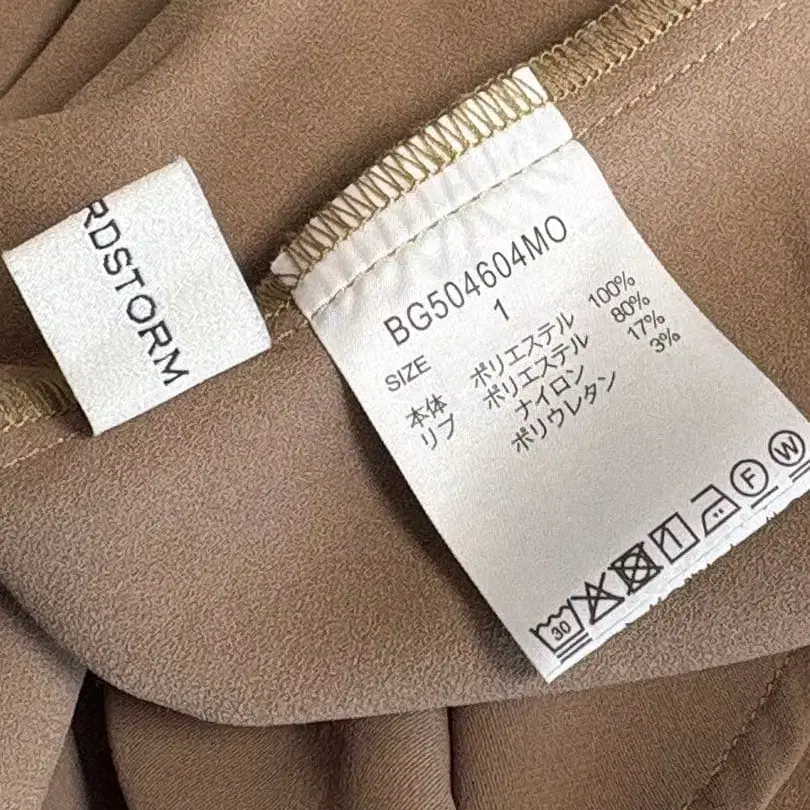 RDSTORM
BG504604MO
SIZE 1
本体 ポリエステル 100%
リブ ポリエステル 80%
ナイロン 17%
ポリウレタン 3%
30
F
W